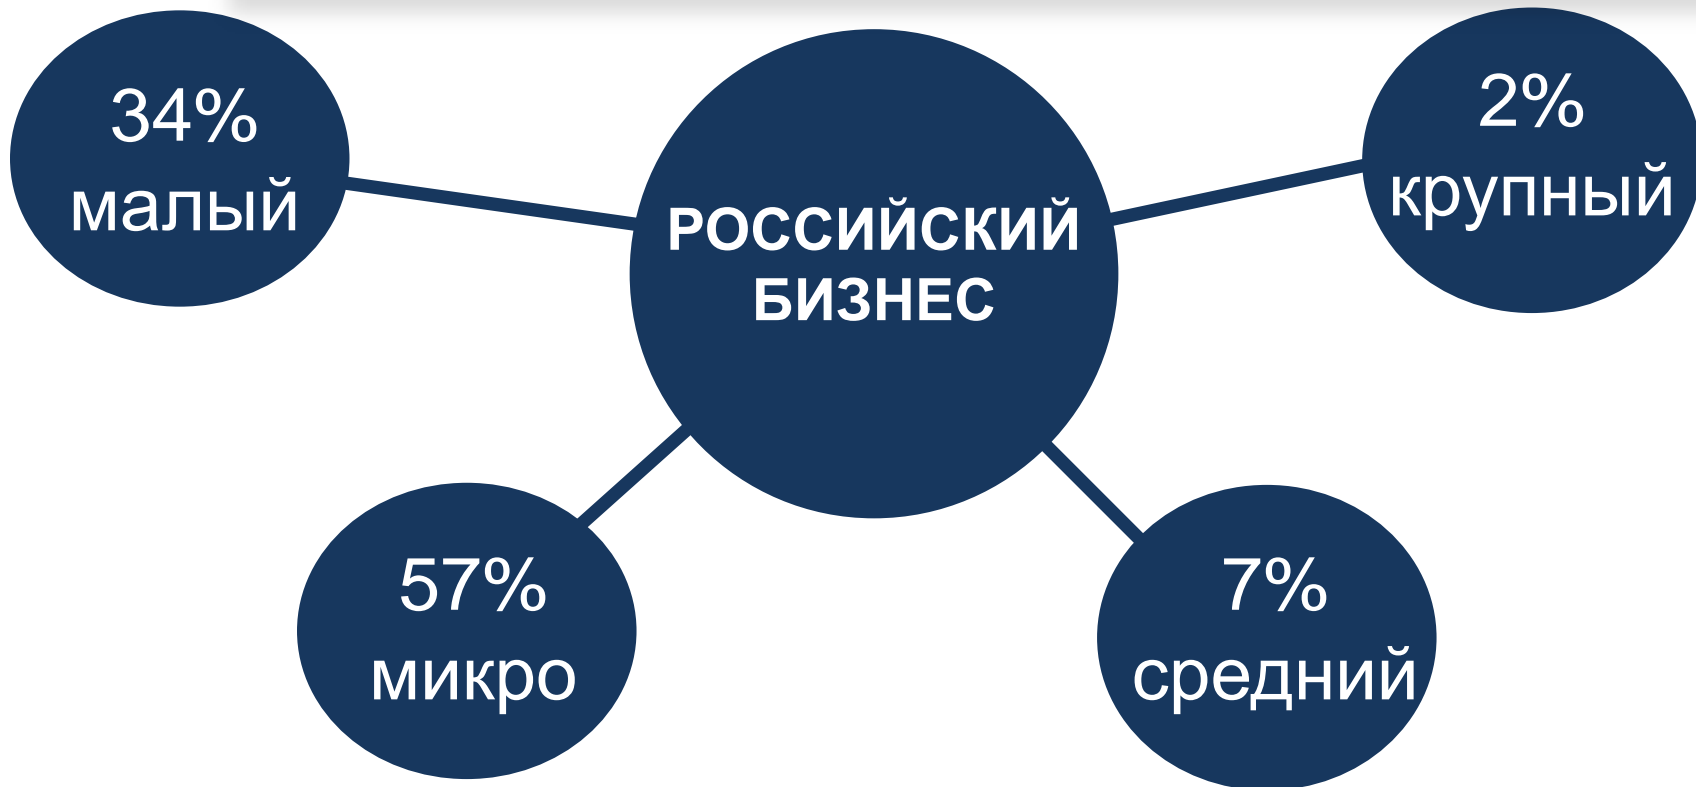 34%
малый
РОССИЙСКИЙ
БИЗНЕС
2%
крупный
57%
микро
7%
средний